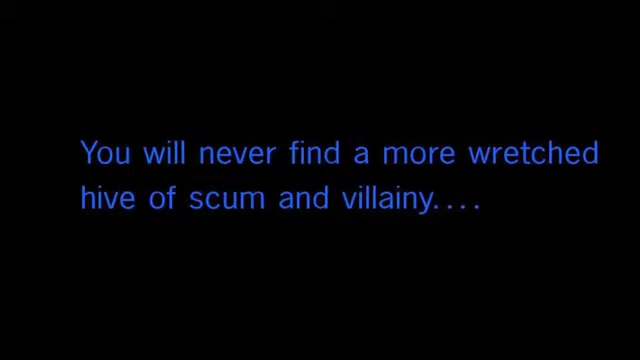 You will never find a more wretched
hive of scum and villainy....